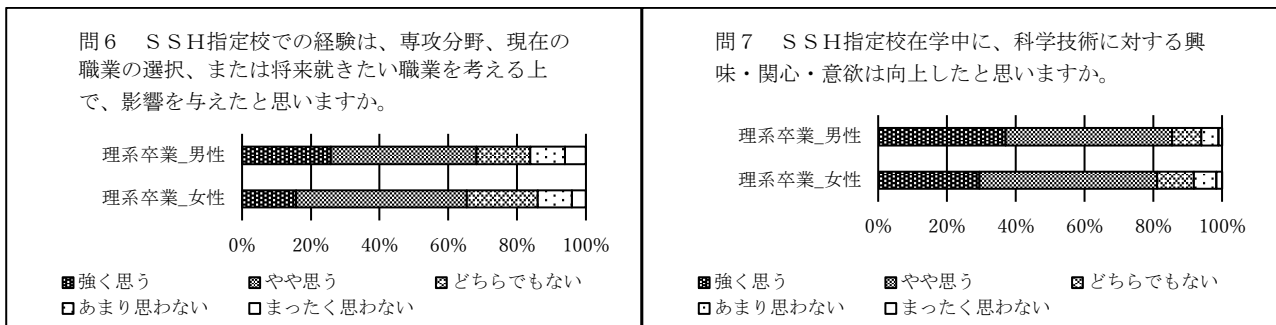 問6 SSH指定校での経験は、専攻分野、現在の
職業の選択、または将来就きたい職業を考える上
で、影響を与えたと思いますか。
理系卒業_男性
理系卒業_女性
0% 20% 40% 60% 80% 100%
強く思う やや思う どちらでもない
あまり思わない まったく思わない
問7 SSH指定校在学中に、科学技術に対する興
味・関心・意欲は向上したと思いますか。
理系卒業_男性
理系卒業_女性
0% 20% 40% 60% 80% 100%
強く思う やや思う どちらでもない
あまり思わない まったく思わない